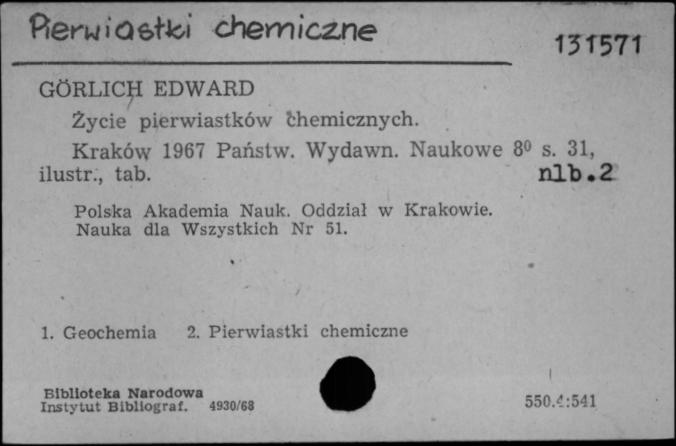 Pierwiastki chemiczne
131571
GÖRLICH EDWARD
Życie pierwiastków chemicznych.
Kraków 1967 Państw. Wydawn. Naukowe 8⁰ s. 31,
ilustr., tab. nlb.2
Polska Akademia Nauk. Oddział w Krakowie.
Nauka dla Wszystkich Nr 51.
1. Geochemia 2. Pierwiastki chemiczne
Biblioteka Narodowa
Instytut Bibliograf. 4930/68
550.4:541